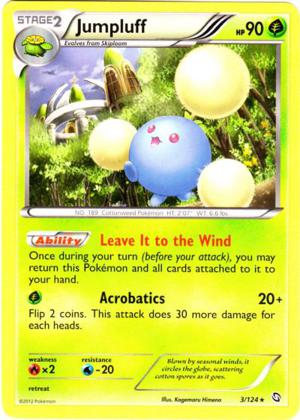 STAGE2
Jumpluff
HP 90
Evolves from Skiploom
NO. 189 Cottonweed Pokémon HT. 2'07" WT. 6.6 lbs
Ability Leave It to the Wind
Once during your turn (before your attack), you may
return this Pokémon and all cards attached to it to
your hand.
Acrobatics 20+
Flip 2 coins. This attack does 30 more damage for
each heads.
weakness resistance
×2 -20
retreat
Blown by seasonal winds, it
circles the globe, scattering
cotton spores as it goes.
©2012 Pokémon
Illus. Kagemaru Himeno
3/124 ★